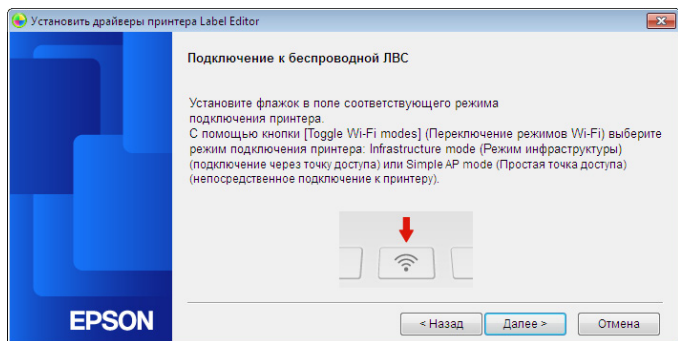 Установить драйверы принтера Label Editor
Подключение к беспроводной ЛВС
Установите флажок в поле соответствующего режима
подключения принтера.
С помощью кнопки [Toggle Wi-Fi modes] (Переключение режимов Wi-Fi) выберите
режим подключения принтера: Infrastructure mode (Режим инфраструктуры)
(подключение через точку доступа) или Simple AP mode (Простая точка доступа)
(непосредственное подключение к принтеру).
EPSON
< Назад
Далее >
Отмена